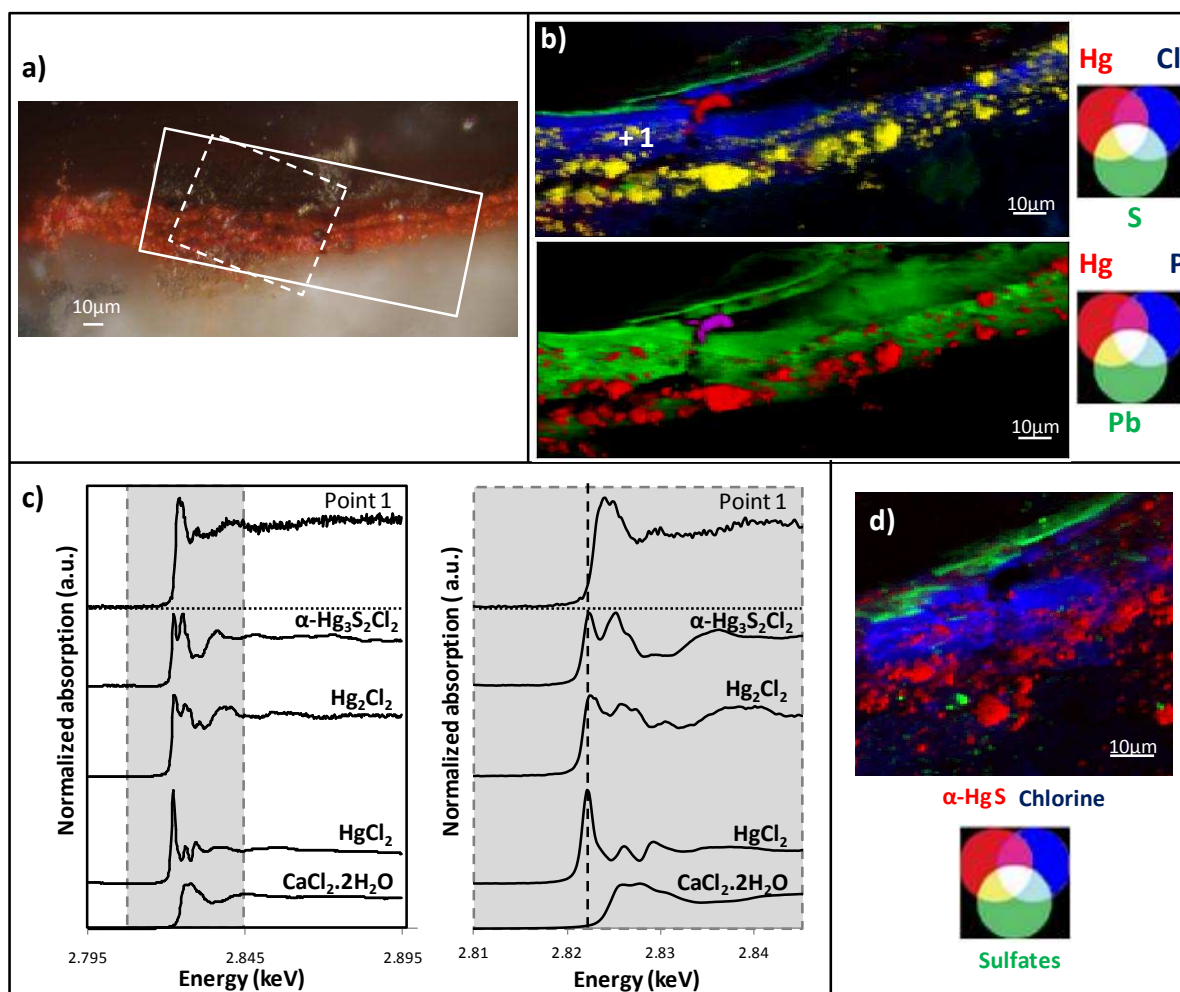 a)
10µm
b)
+ 1
10µm
10µm
Hg Cl
S
Hg P
Pb
c)
Normalized absorption (a.u.)
Point 1
α-Hg₃S₂Cl₂
Hg₂Cl₂
HgCl₂
CaCl₂.2H₂O
2.795 2.845 2.895
Energy (keV)
Normalized absorption (a.u.)
Point 1
α-Hg₃S₂Cl₂
Hg₂Cl₂
HgCl₂
CaCl₂.2H₂O
2.81 2.82 2.83 2.84
Energy (keV)
d)
10µm
α-HgS Chlorine
Sulfates